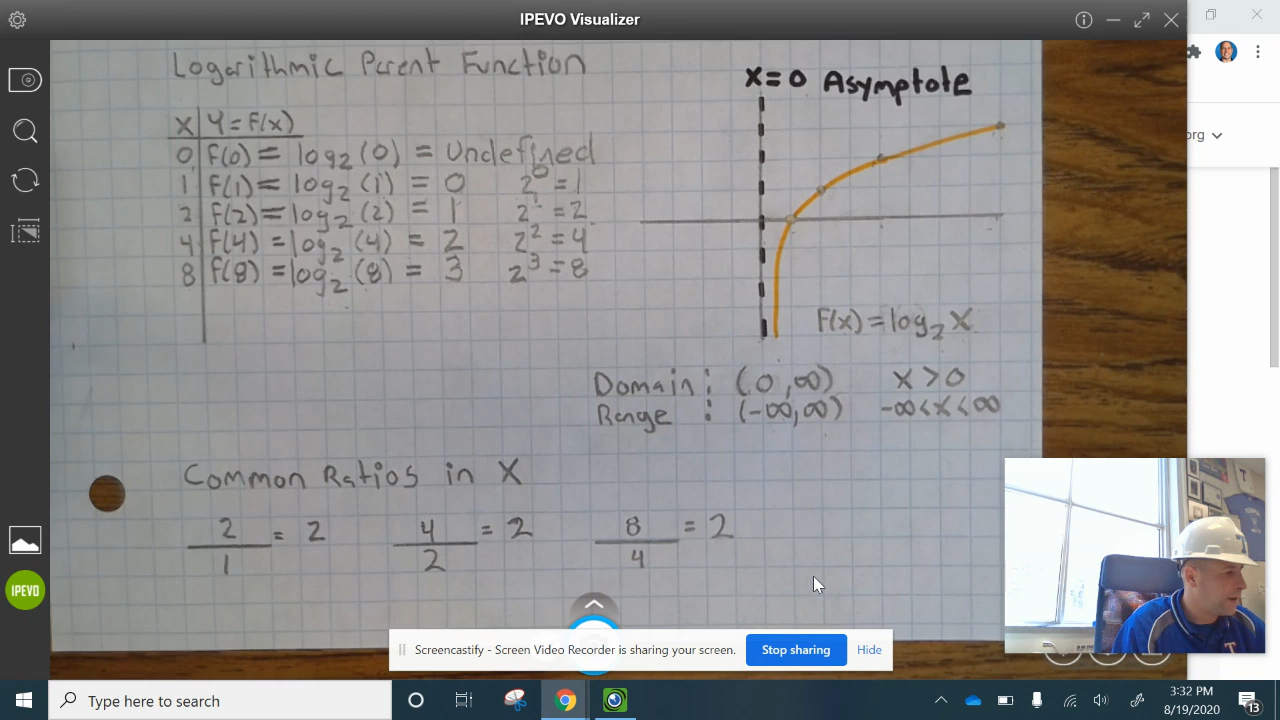 IPEVO Visualizer
Logarithmic Parent Function
X=0 Asymptote
X Y=F(x)
0 F(0) = log2(0) = Undefined
1 F(1) = log2(1) = 0 2^0 = 1
2 F(2) = log2(2) = 1 2^1 = 2
4 F(4) = log2(4) = 2 2^2 = 4
8 F(8) = log2(8) = 3 2^3 = 8
F(x) = log2 X
Domain : (0, ∞) X > 0
Range : (-∞, ∞) -∞ < X < ∞
Common Ratios in X
2/1 = 2 4/2 = 2 8/4 = 2
org
IPEVO
Screencastify - Screen Video Recorder is sharing your screen.
Stop sharing
Hide
Type here to search
3:32 PM
8/19/2020
13
T